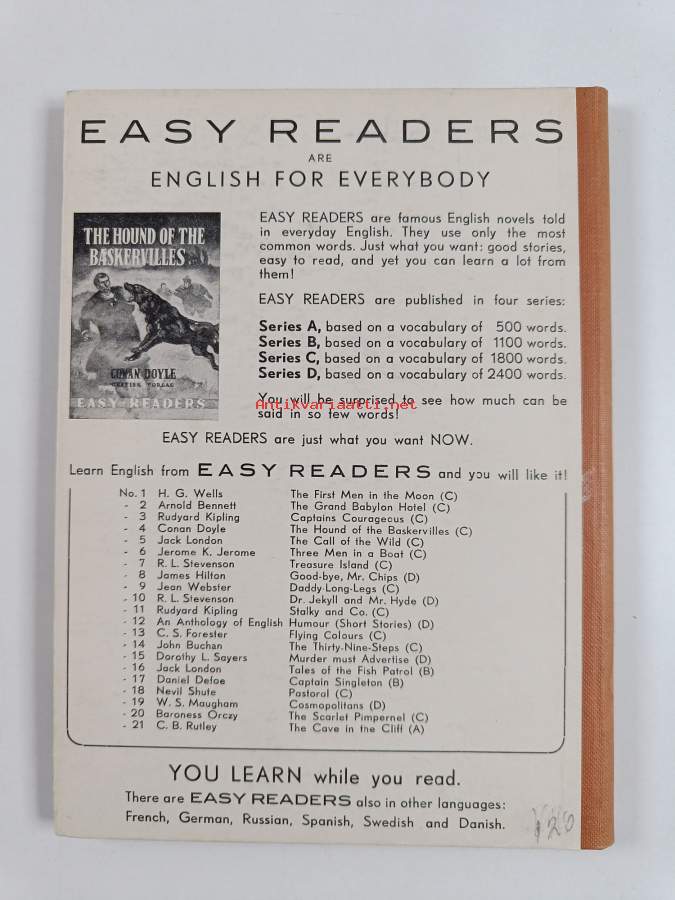 EASY READERS
ARE
ENGLISH FOR EVERYBODY
THE HOUND OF THE
BASKERVILLES
CONAN DOYLE
EASY READERS
EASY READERS are famous English novels told
in everyday English. They use only the most
common words. Just what you want: good stories,
easy to read, and yet you can learn a lot from
them!
EASY READERS are published in four series:
Series A, based on a vocabulary of 500 words.
Series B, based on a vocabulary of 1100 words.
Series C, based on a vocabulary of 1800 words.
Series D, based on a vocabulary of 2400 words.
You will be surprised to see how much can be
Antikvariaatti.net
said in so few words!
EASY READERS are just what you want NOW.
Learn English from EASY READERS and you will like it!
No. 1 H. G. Wells The First Men in the Moon (C)
- 2 Arnold Bennett The Grand Babylon Hotel (C)
- 3 Rudyard Kipling Captains Courageous (C)
- 4 Conan Doyle The Hound of the Baskervilles (C)
- 5 Jack London The Call of the Wild (C)
- 6 Jerome K. Jerome Three Men in a Boat (C)
- 7 R. L. Stevenson Treasure Island (C)
- 8 James Hilton Good-bye, Mr. Chips (D)
- 9 Jean Webster Daddy-Long-Legs (C)
- 10 R. L. Stevenson Dr. Jekyll and Mr. Hyde (D)
- 11 Rudyard Kipling Stalky and Co. (C)
- 12 An Anthology of English Humour (Short Stories) (D)
- 13 C. S. Forester Flying Colours (C)
- 14 John Buchan The Thirty-Nine-Steps (C)
- 15 Dorothy L. Sayers Murder must Advertise (D)
- 16 Jack London Tales of the Fish Patrol (B)
- 17 Daniel Defoe Captain Singleton (B)
- 18 Nevil Shute Pastoral (C)
- 19 W. S. Maugham Cosmopolitans (D)
- 20 Baroness Orczy The Scarlet Pimpernel (C)
- 21 C. B. Rutley The Cave in the Cliff (A)
YOU LEARN while you read.
There are EASY READERS also in other languages:
French, German, Russian, Spanish, Swedish and Danish.